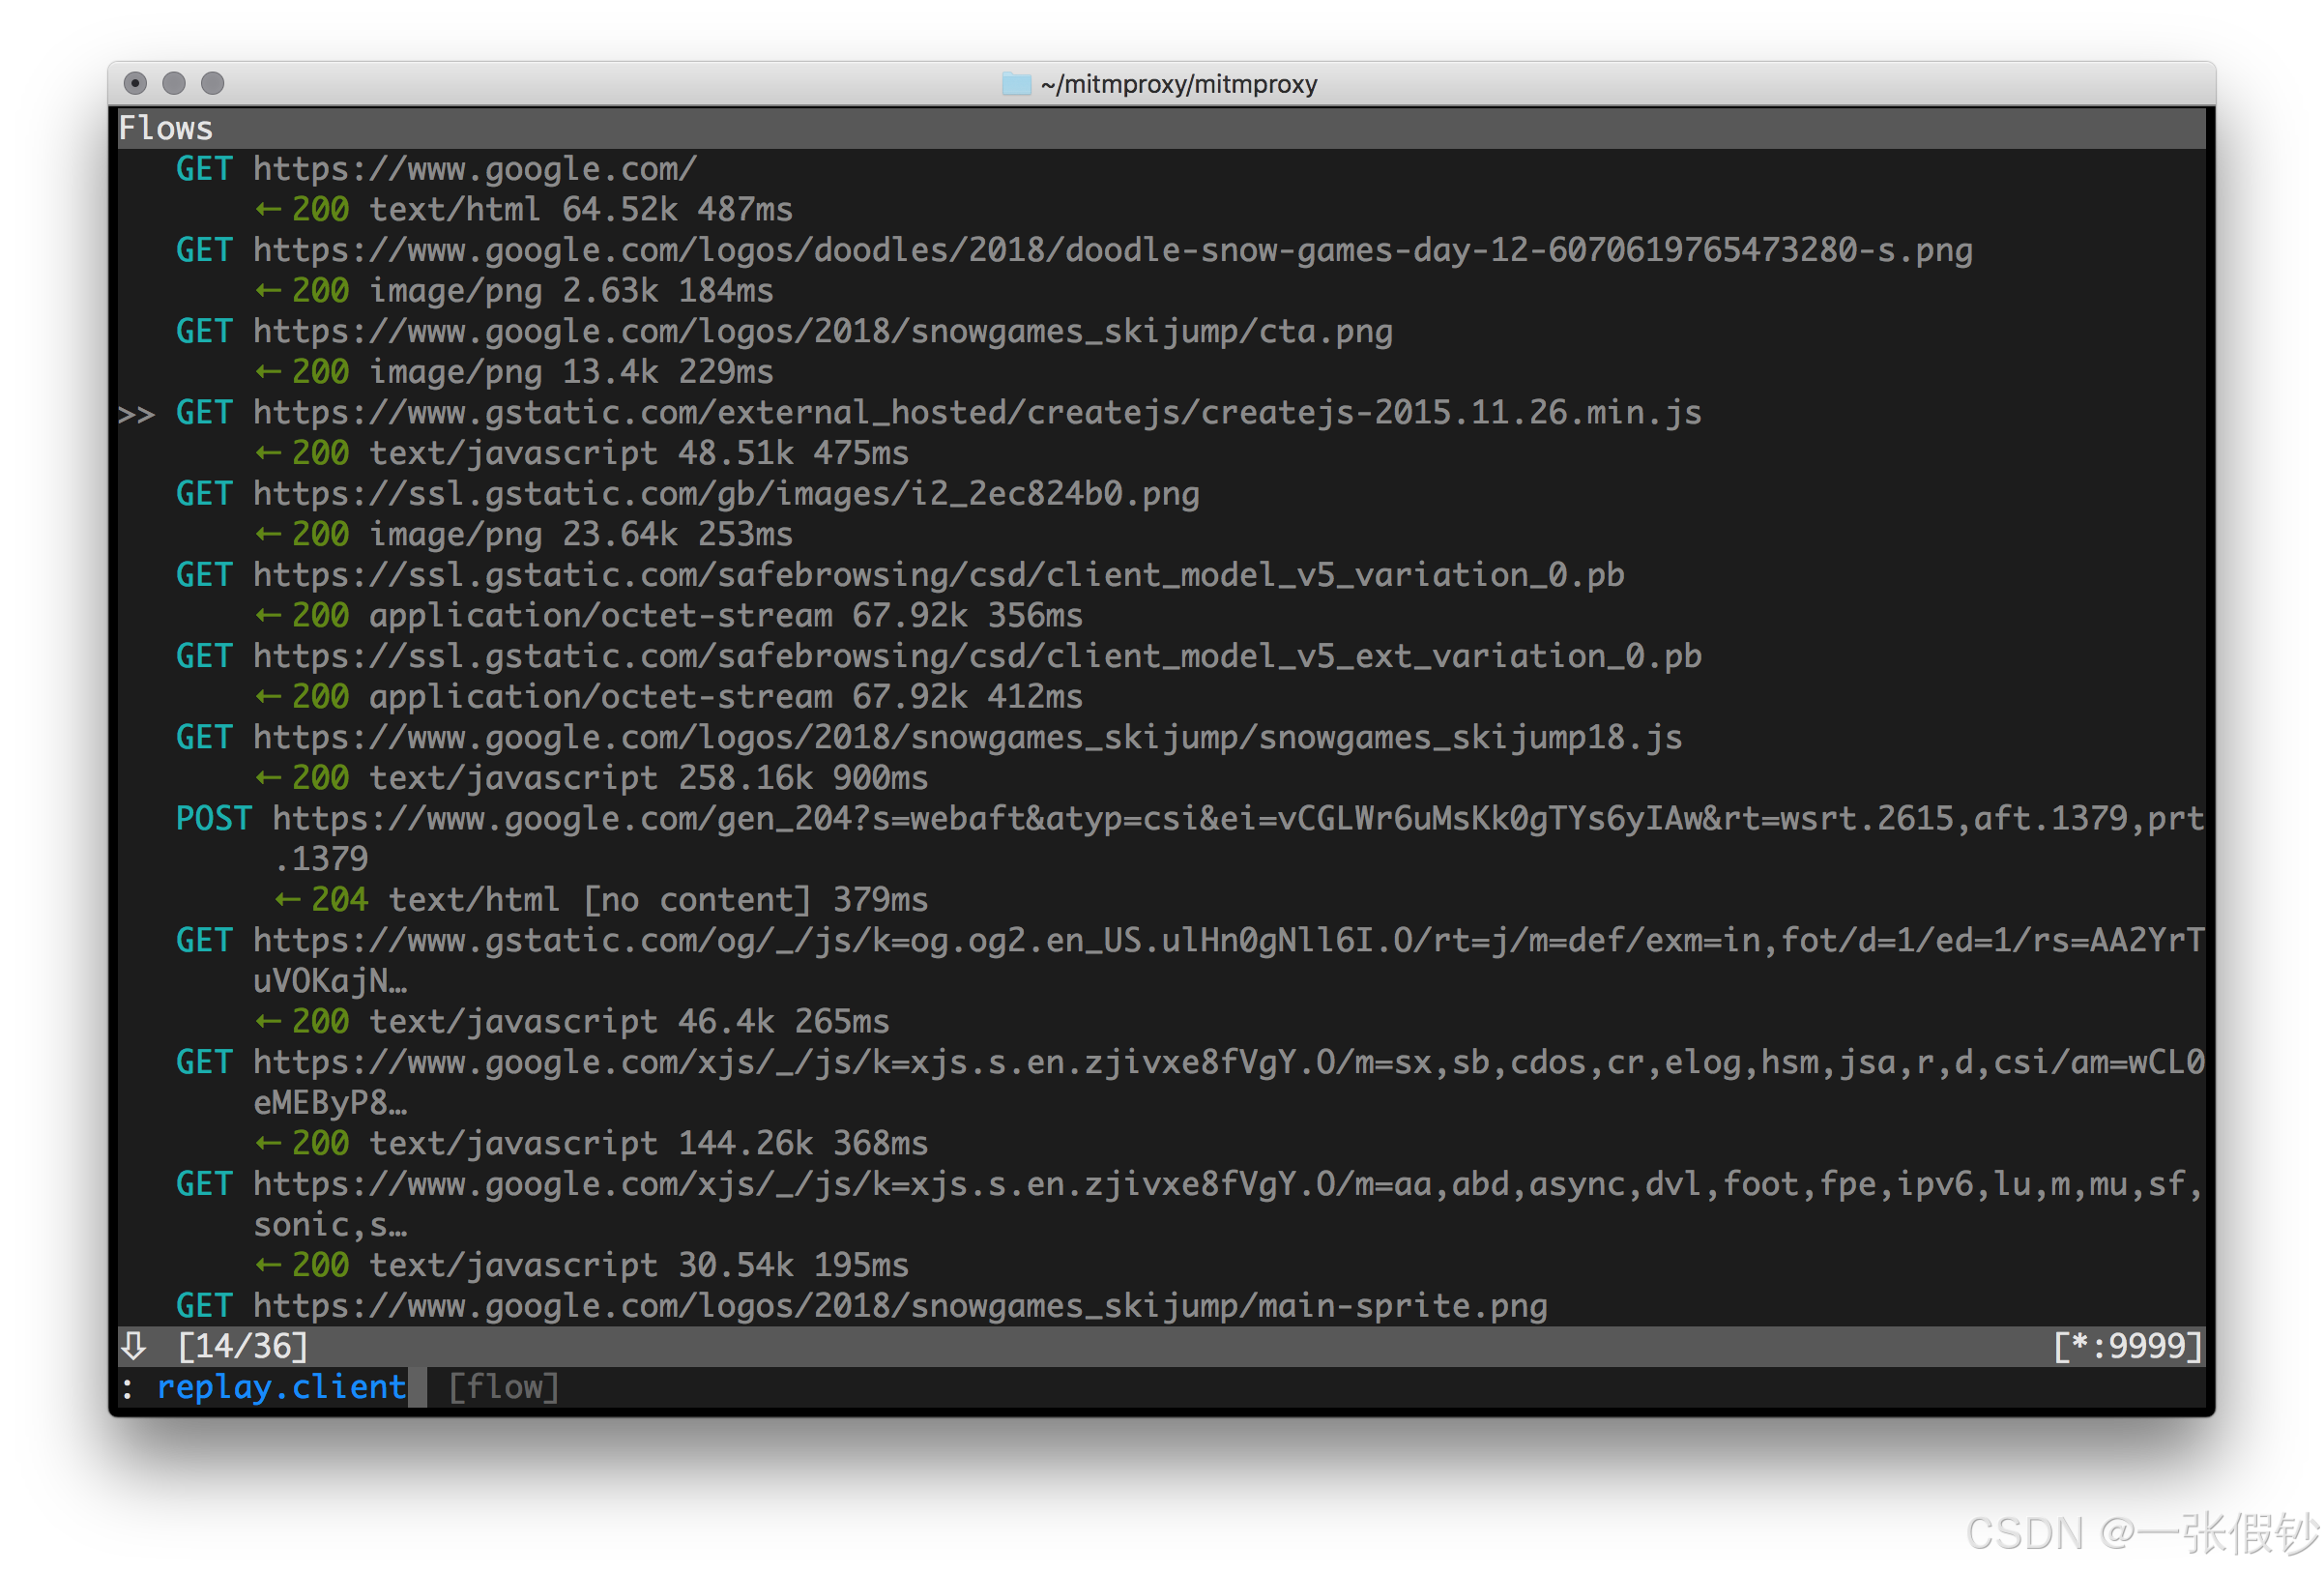 ~/mitmproxy/mitmproxy
Flows
GET https://www.google.com/
← 200 text/html 64.52k 487ms
GET https://www.google.com/logos/doodles/2018/doodle-snow-games-day-12-6070619765473280-s.png
← 200 image/png 2.63k 184ms
GET https://www.google.com/logos/2018/snowgames_skijump/cta.png
← 200 image/png 13.4k 229ms
>> GET https://www.gstatic.com/external_hosted/createjs/createjs-2015.11.26.min.js
← 200 text/javascript 48.51k 475ms
GET https://ssl.gstatic.com/gb/images/i2_2ec824b0.png
← 200 image/png 23.64k 253ms
GET https://ssl.gstatic.com/safebrowsing/csd/client_model_v5_variation_0.pb
← 200 application/octet-stream 67.92k 356ms
GET https://ssl.gstatic.com/safebrowsing/csd/client_model_v5_ext_variation_0.pb
← 200 application/octet-stream 67.92k 412ms
GET https://www.google.com/logos/2018/snowgames_skijump/snowgames_skijump18.js
← 200 text/javascript 258.16k 900ms
POST https://www.google.com/gen_204?s=webaft&atyp=csi&ei=vCGLWr6uMsKk0gTYs6yIAw&rt=wsrt.2615,aft.1379,prt
.1379
← 204 text/html [no content] 379ms
GET https://www.gstatic.com/og/_/js/k=og.og2.en_US.ulHn0gNll6I.O/rt=j/m=def/exm=in,fot/d=1/ed=1/rs=AA2YrT
uVOKajN…
← 200 text/javascript 46.4k 265ms
GET https://www.google.com/xjs/_/js/k=xjs.s.en.zjivxe8fVgY.O/m=sx,sb,cdos,cr,elog,hsm,jsa,r,d,csi/am=wCL0
eMEByP8…
← 200 text/javascript 144.26k 368ms
GET https://www.google.com/xjs/_/js/k=xjs.s.en.zjivxe8fVgY.O/m=aa,abd,async,dvl,foot,fpe,ipv6,lu,m,mu,sf,
sonic,s…
← 200 text/javascript 30.54k 195ms
GET https://www.google.com/logos/2018/snowgames_skijump/main-sprite.png
⇩ [14/36] [*:9999]
: replay.client [flow]
CSDN @一张假钞